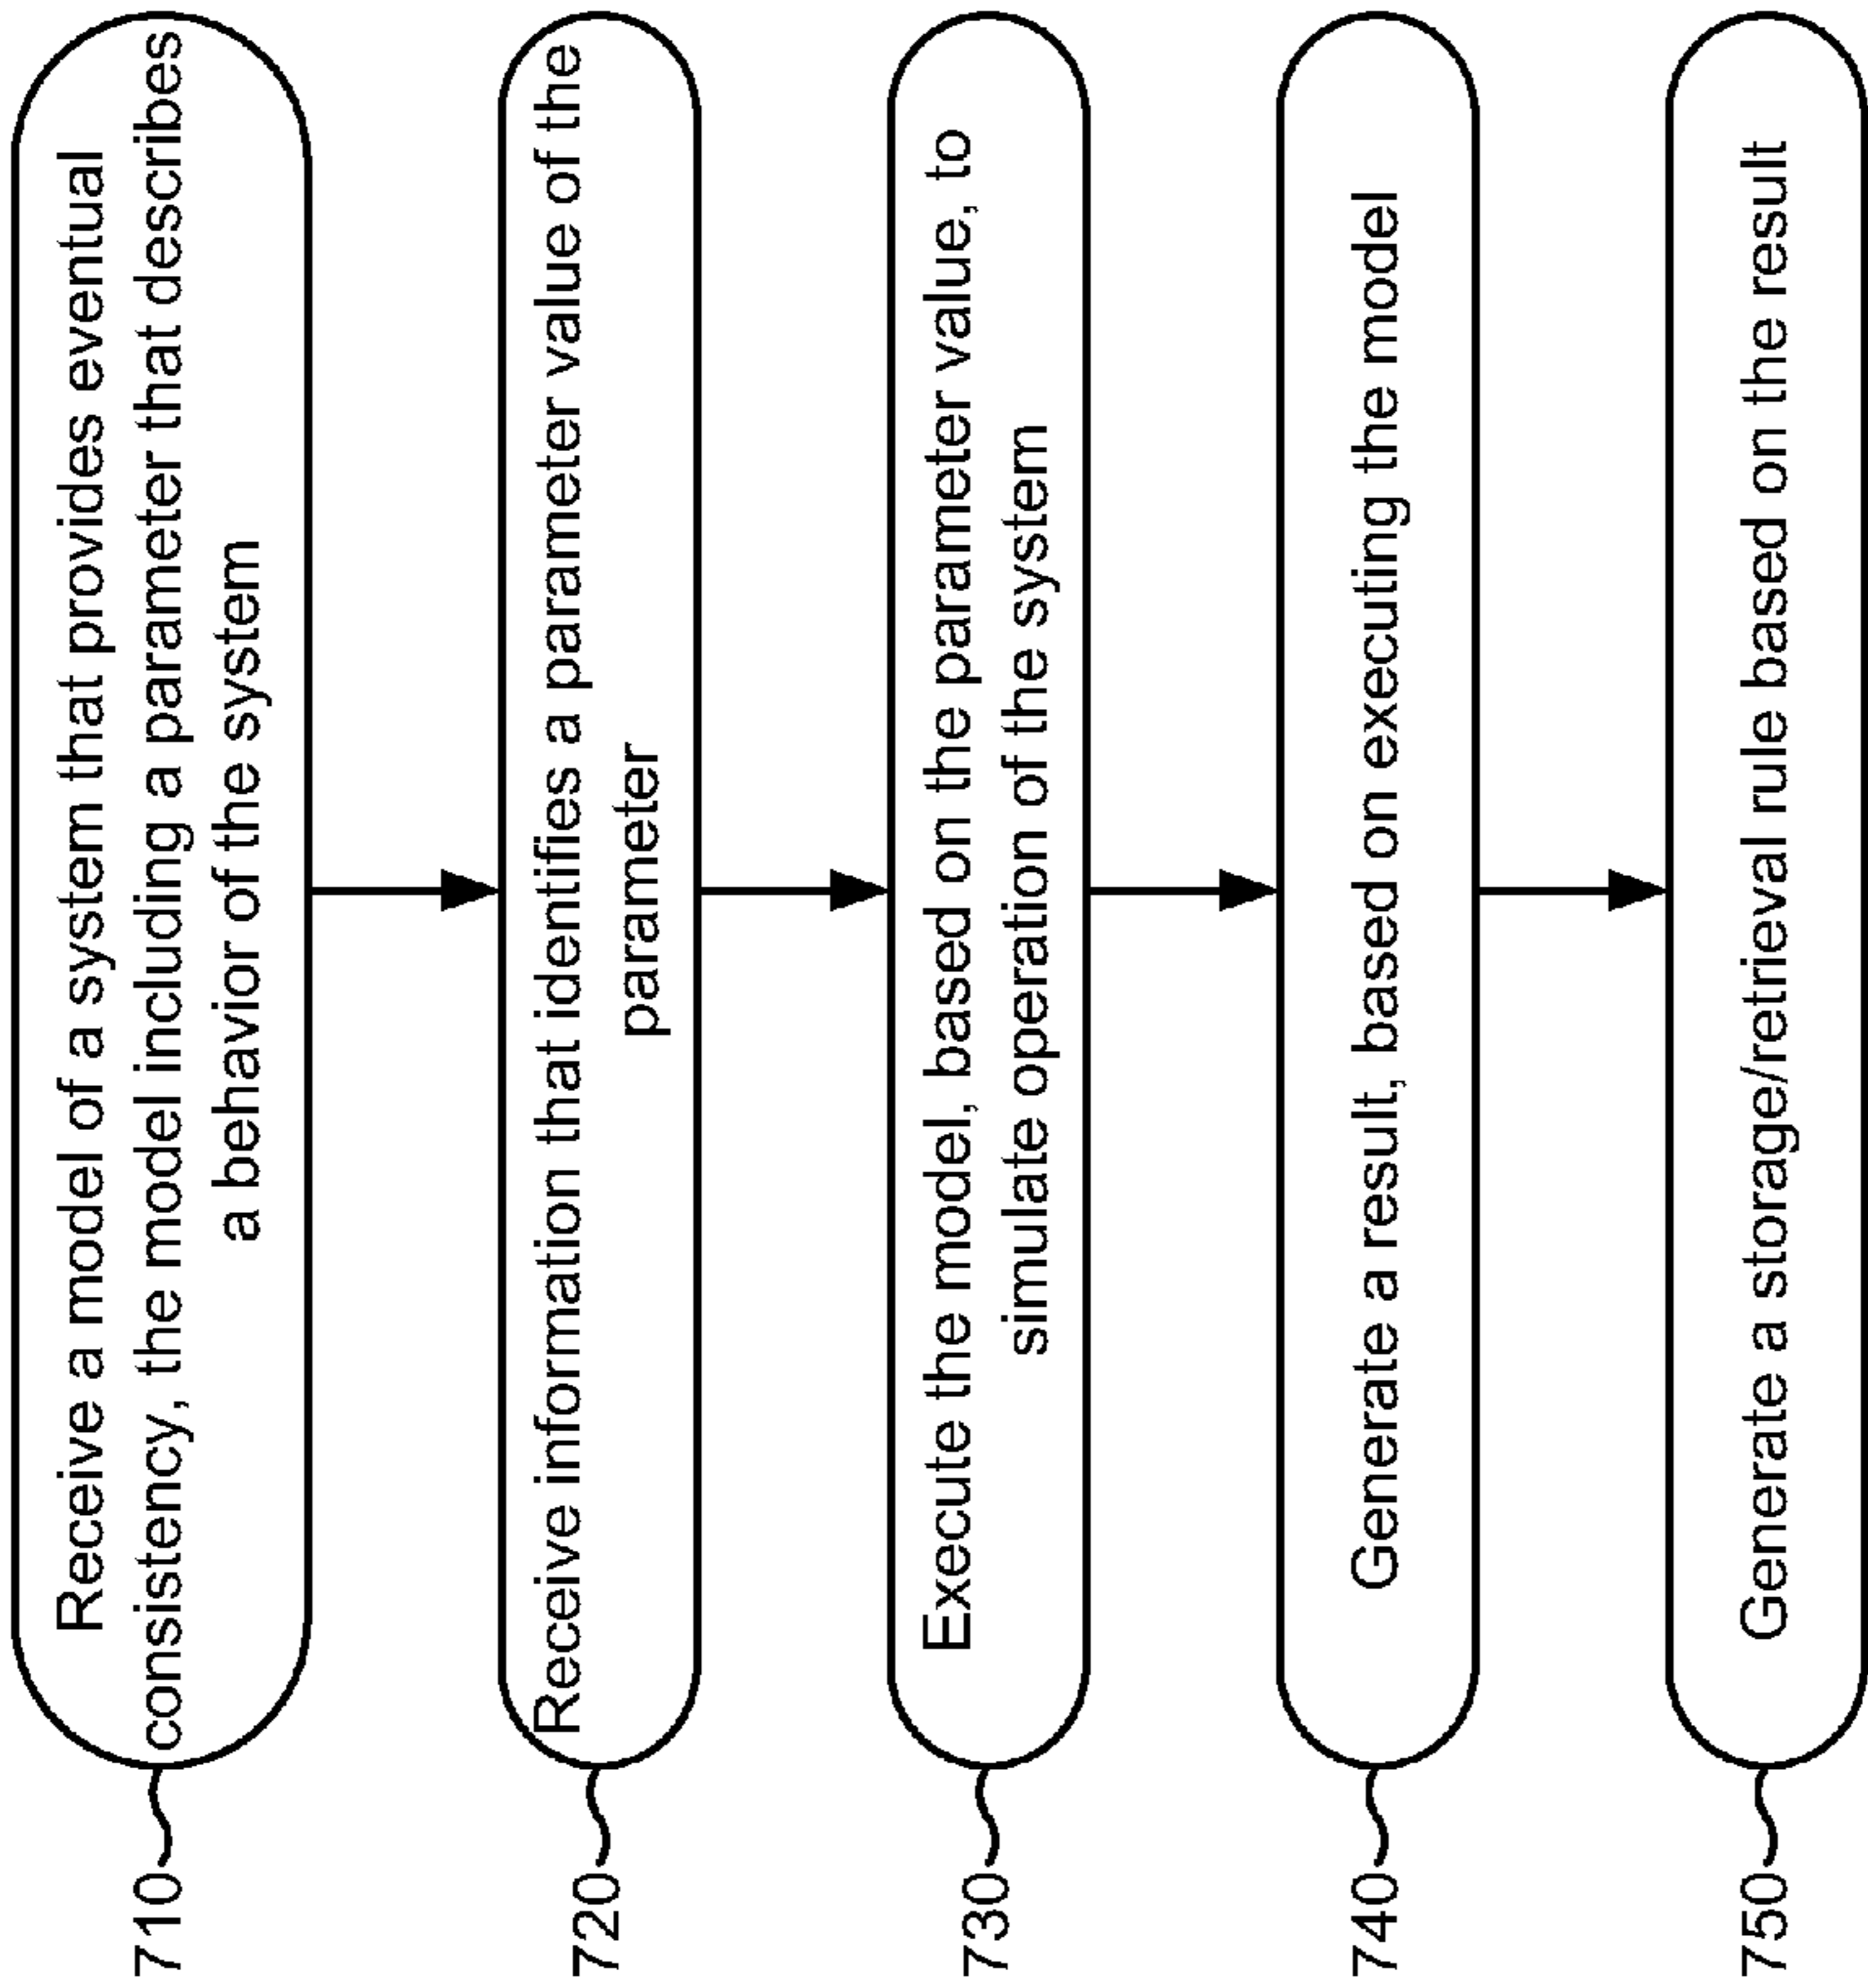 710
Receive a model of a system that provides eventual
consistency, the model including a parameter that describes
a behavior of the system
720
Receive information that identifies a parameter value of the
parameter
730
Execute the model, based on the parameter value, to
simulate operation of the system
740
Generate a result, based on executing the model
750
Generate a storage/retrieval rule based on the result